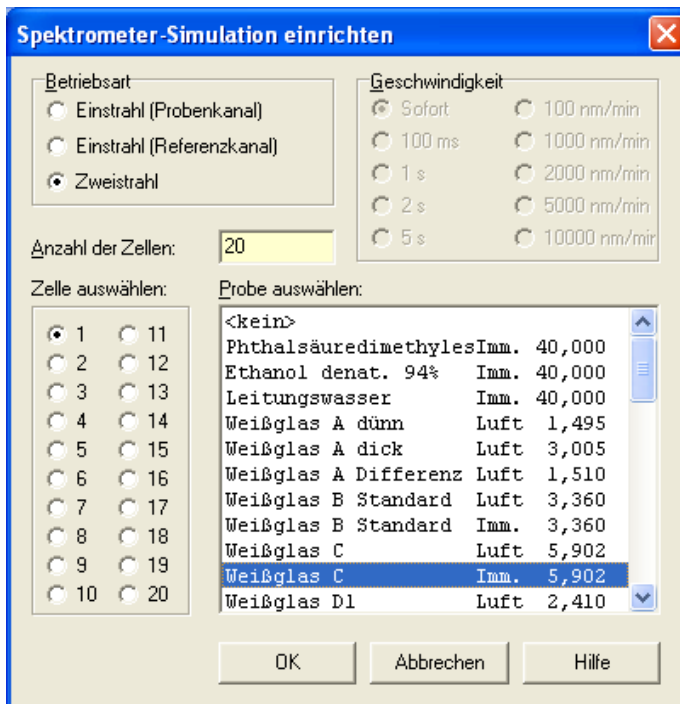 Spektrometer-Simulation einrichten
Betriebsart
Einstrahl (Probenkanal)
Einstrahl (Referenzkanal)
Zweistrahl
Geschwindigkeit
Sofort
100 ms
1 s
2 s
5 s
100 nm/min
1000 nm/min
2000 nm/min
5000 nm/min
10000 nm/min
Anzahl der Zellen:
20
Zelle auswählen:
1
2
3
4
5
6
7
8
9
10
11
12
13
14
15
16
17
18
19
20
Probe auswählen:
<kein>
PhthalsäuredimethylesImm. 40,000
Ethanol denat. 94% Imm. 40,000
Leitungswasser Imm. 40,000
Weißglas A dünn Luft 1,495
Weißglas A dick Luft 3,005
Weißglas A Differenz Luft 1,510
Weißglas B Standard Luft 3,360
Weißglas B Standard Imm. 3,360
Weißglas C Luft 5,902
Weißglas C Imm. 5,902
Weißglas D1 Luft 2,410
OK
Abbrechen
Hilfe